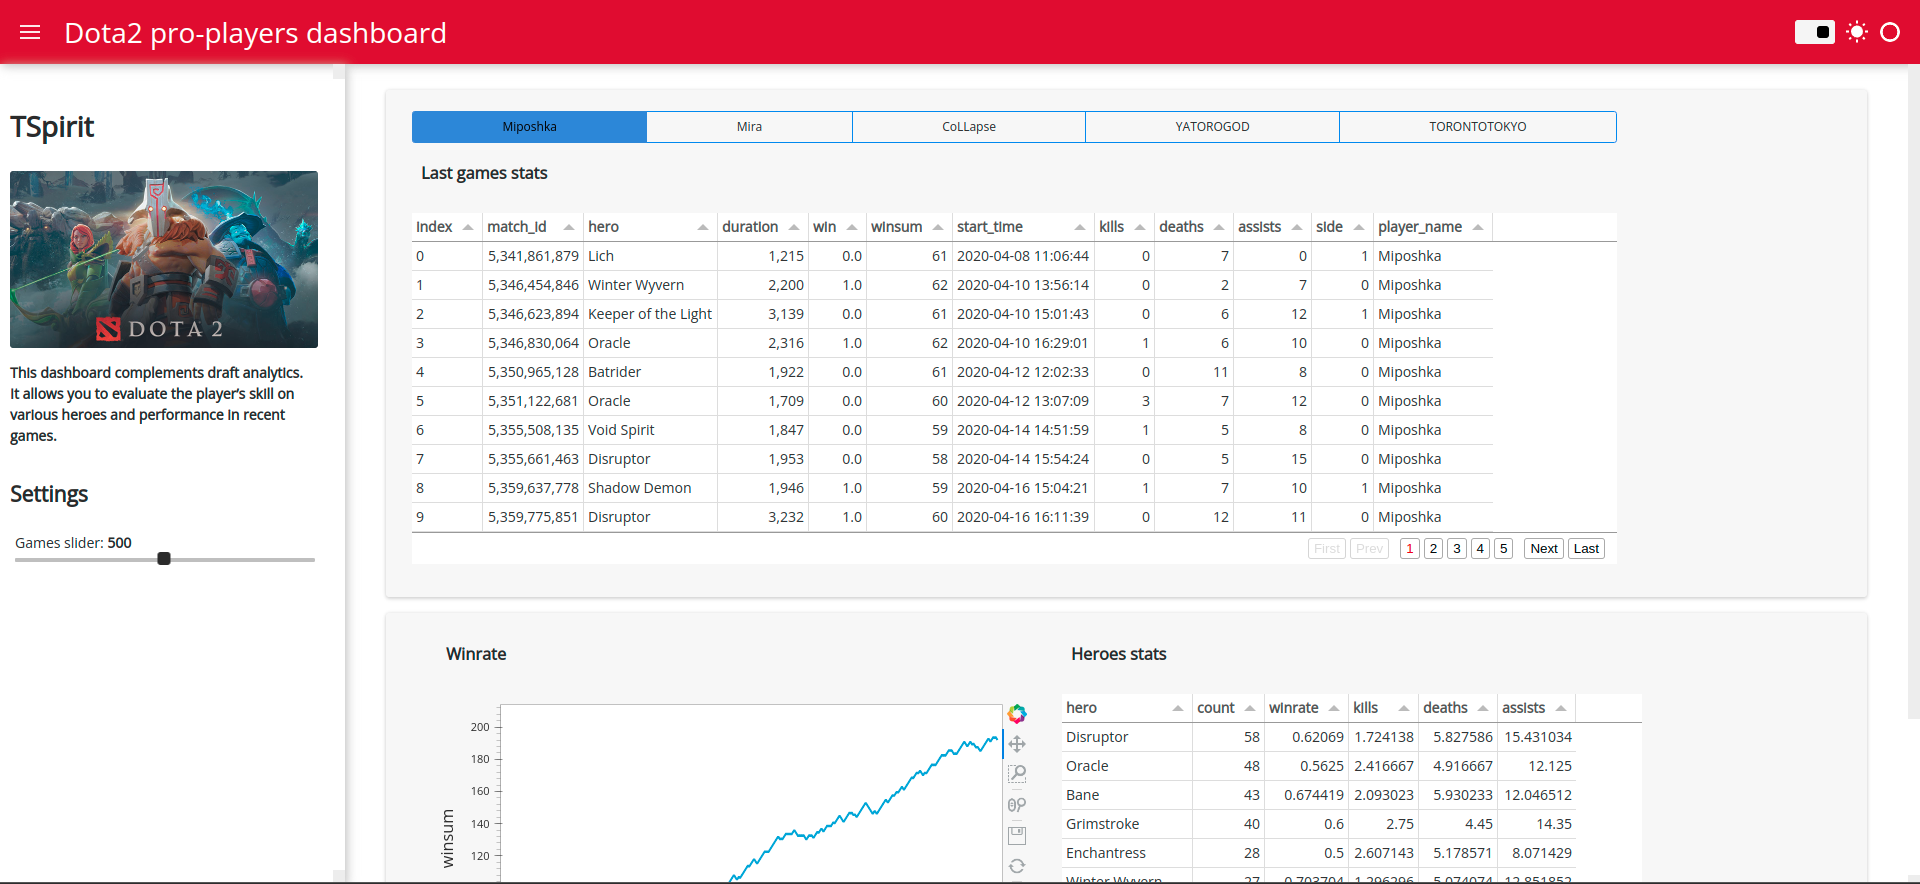 Dota2 pro-players dashboard
TSpirit
DOTA 2
This dashboard complements draft analytics.
It allows you to evaluate the player's skill on
various heroes and performance in recent
games.
Settings
Games slider: 500
Miposhka Mira CoLLapse YATOROGOD TORONTOTOKYO
Last games stats
index match_id hero duration win winsum start_time kills deaths assists side player_name
0 5,341,861,879 Lich 1,215 0.0 61 2020-04-08 11:06:44 0 7 0 1 Miposhka
1 5,346,454,846 Winter Wyvern 2,200 1.0 62 2020-04-10 13:56:14 0 2 7 0 Miposhka
2 5,346,623,894 Keeper of the Light 3,139 0.0 61 2020-04-10 15:01:43 0 6 12 1 Miposhka
3 5,346,830,064 Oracle 2,316 1.0 62 2020-04-10 16:29:01 1 6 10 0 Miposhka
4 5,350,965,128 Batrider 1,922 0.0 61 2020-04-12 12:02:33 0 11 8 0 Miposhka
5 5,351,122,681 Oracle 1,709 0.0 60 2020-04-12 13:07:09 3 7 12 0 Miposhka
6 5,355,508,135 Void Spirit 1,847 0.0 59 2020-04-14 14:51:59 1 5 8 0 Miposhka
7 5,355,661,463 Disruptor 1,953 0.0 58 2020-04-14 15:54:24 0 5 15 0 Miposhka
8 5,359,637,778 Shadow Demon 1,946 1.0 59 2020-04-16 15:04:21 1 7 10 1 Miposhka
9 5,359,775,851 Disruptor 3,232 1.0 60 2020-04-16 16:11:39 0 12 11 0 Miposhka
First Prev 1 2 3 4 5 Next Last
Winrate
200
180
160
140
120
winsum
Heroes stats
hero count winrate kills deaths assists
Disruptor 58 0.62069 1.724138 5.827586 15.431034
Oracle 48 0.5625 2.416667 4.916667 12.125
Bane 43 0.674419 2.093023 5.930233 12.046512
Grimstroke 40 0.6 2.75 4.45 14.35
Enchantress 28 0.5 2.607143 5.178571 8.071429
Winter Wyvern 27 0.703704 1.296296 5.074074 12.851852